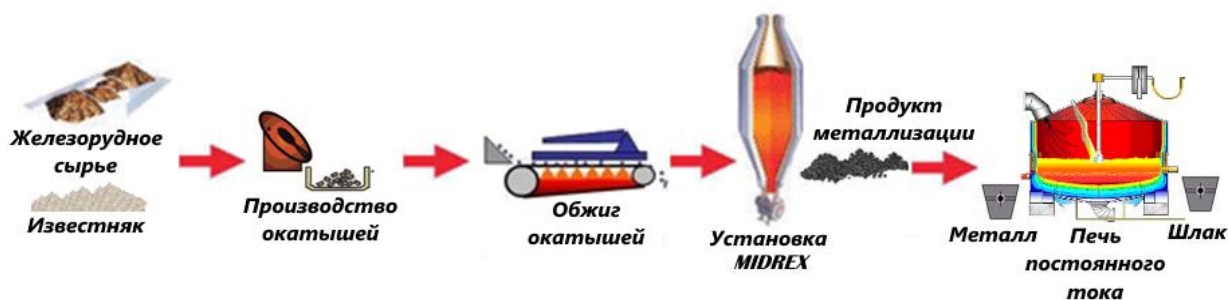 Железорудное
сырье
Известняк
Производство
окатышей
Обжиг
окатышей
Установка
MIDREX
Продукт
металлизации
Металл
Печь
постоянного
тока
Шлак